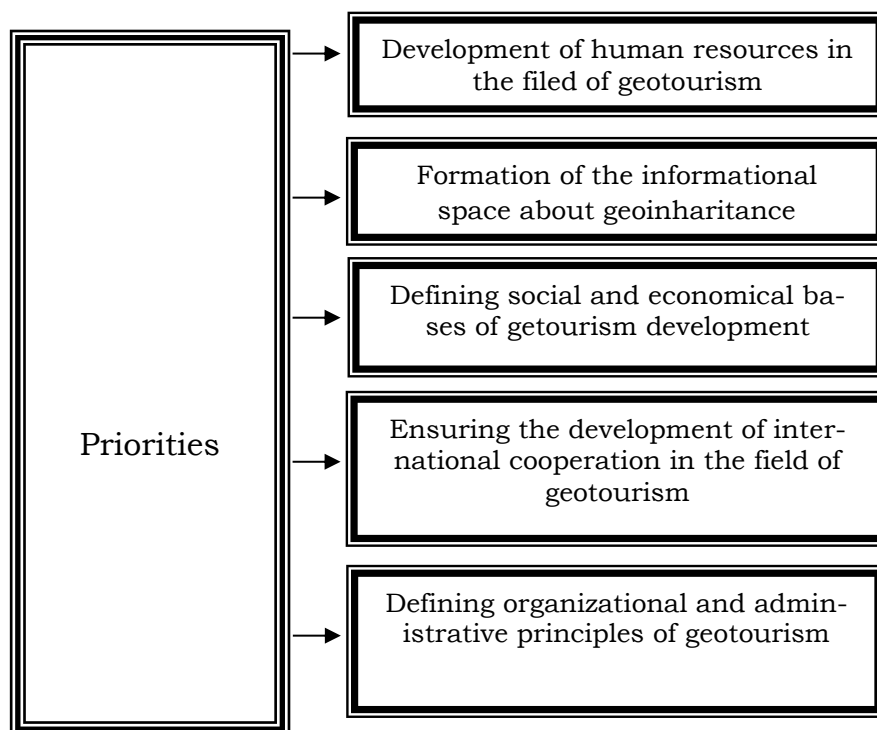 Development of human resources in
the filed of geotourism
Formation of the informational
space about geoinharitance
Defining social and economical ba-
ses of getourism development
Priorities
Ensuring the development of inter-
national cooperation in the field of
geotourism
Defining organizational and admin-
istrative principles of geotourism